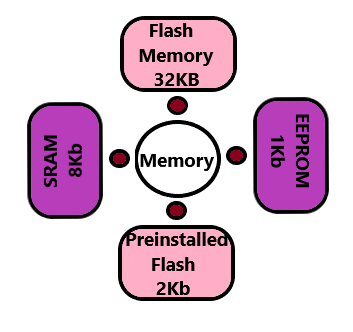 Flash
Memory
32KB
SRAM
8Kb
Memory
EEPROM
1Kb
Preinstalled
Flash
2Kb